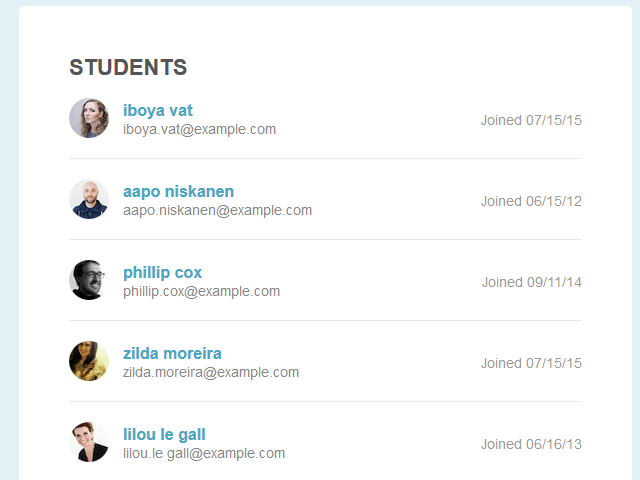 STUDENTS
iboya vat
iboya.vat@example.com
Joined 07/15/15
aapo niskanen
aapo.niskanen@example.com
Joined 06/15/12
phillip cox
phillip.cox@example.com
Joined 09/11/14
zilda moreira
zilda.moreira@example.com
Joined 07/15/15
lilou le gall
lilou.le gall@example.com
Joined 06/16/13